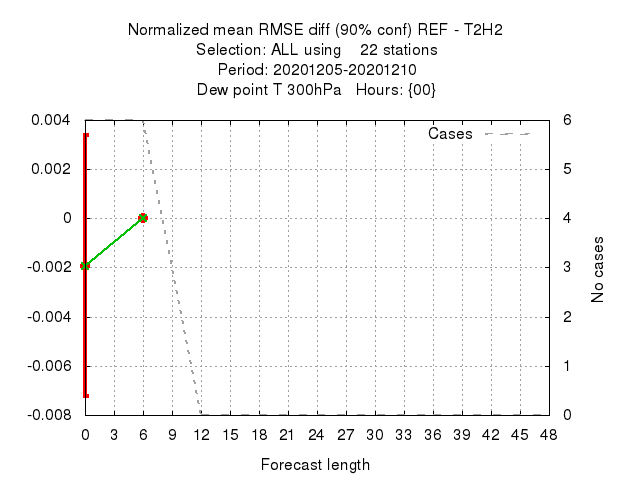 Normalized mean RMSE diff (90% conf) REF - T2H2
Selection: ALL using 22 stations
Period: 20201205-20201210
Dew point T 300hPa Hours: {00}
Cases
0.004
0.002
0
-0.002
-0.004
-0.006
-0.008
6
5
4
3
2
1
0
No cases
0 3 6 9 12 15 18 21 24 27 30 33 36 39 42 45 48
Forecast length